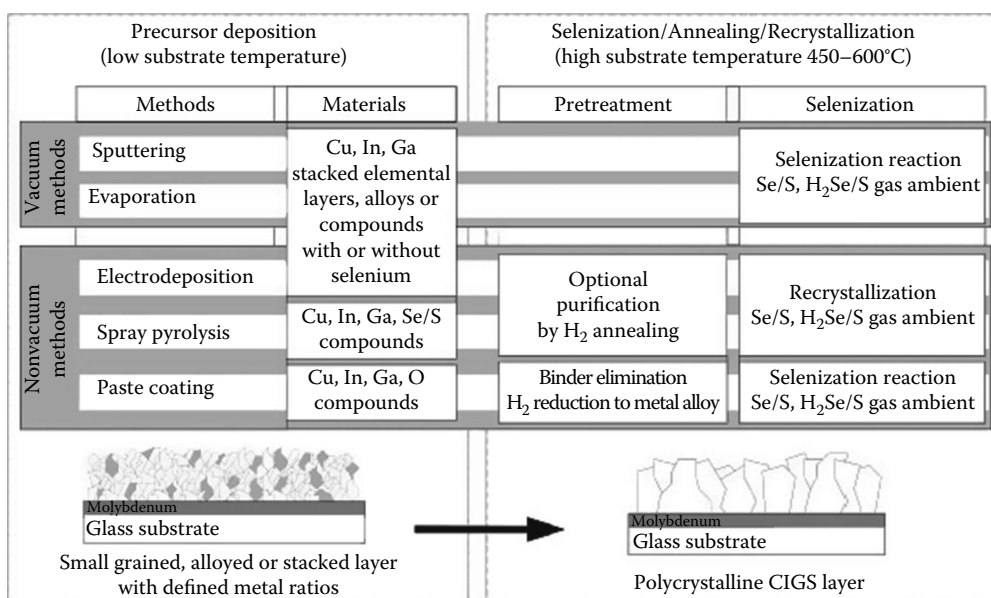 Precursor deposition
(low substrate temperature)
Selenization/Annealing/Recrystallization
(high substrate temperature 450–600°C)
Methods
Materials
Pretreatment
Selenization
Vacuum
methods
Sputtering
Evaporation
Cu, In, Ga
stacked elemental
layers, alloys or
compounds
with or without
selenium
Selenization reaction
Se/S, H₂Se/S gas ambient
Nonvacuum
methods
Electrodeposition
Spray pyrolysis
Paste coating
Cu, In, Ga, Se/S
compounds
Cu, In, Ga, O
compounds
Optional
purification
by H₂ annealing
Recrystallization
Se/S, H₂Se/S gas ambient
Binder elimination
H₂ reduction to metal alloy
Selenization reaction
Se/S, H₂Se/S gas ambient
Molybdenum
Glass substrate
Small grained, alloyed or stacked layer
with defined metal ratios
Molybdenum
Glass substrate
Polycrystalline CIGS layer